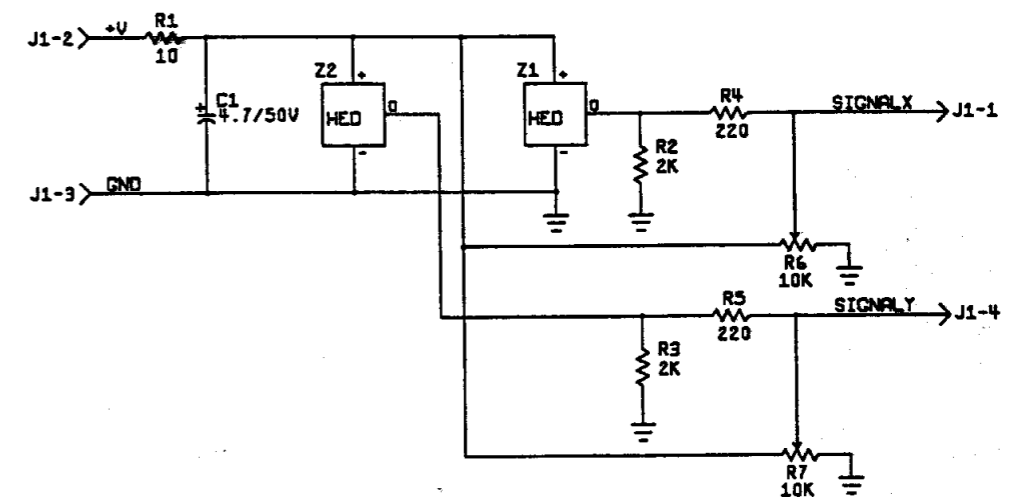 J1-2
+V
R1
10
C1
+
4.7/50V
Z2
+
HED
O
-
Z1
+
HED
O
-
R4
220
SIGNALX
J1-1
R2
2K
J1-3
GND
R6
10K
R5
220
SIGNALY
J1-4
R3
2K
R7
10K